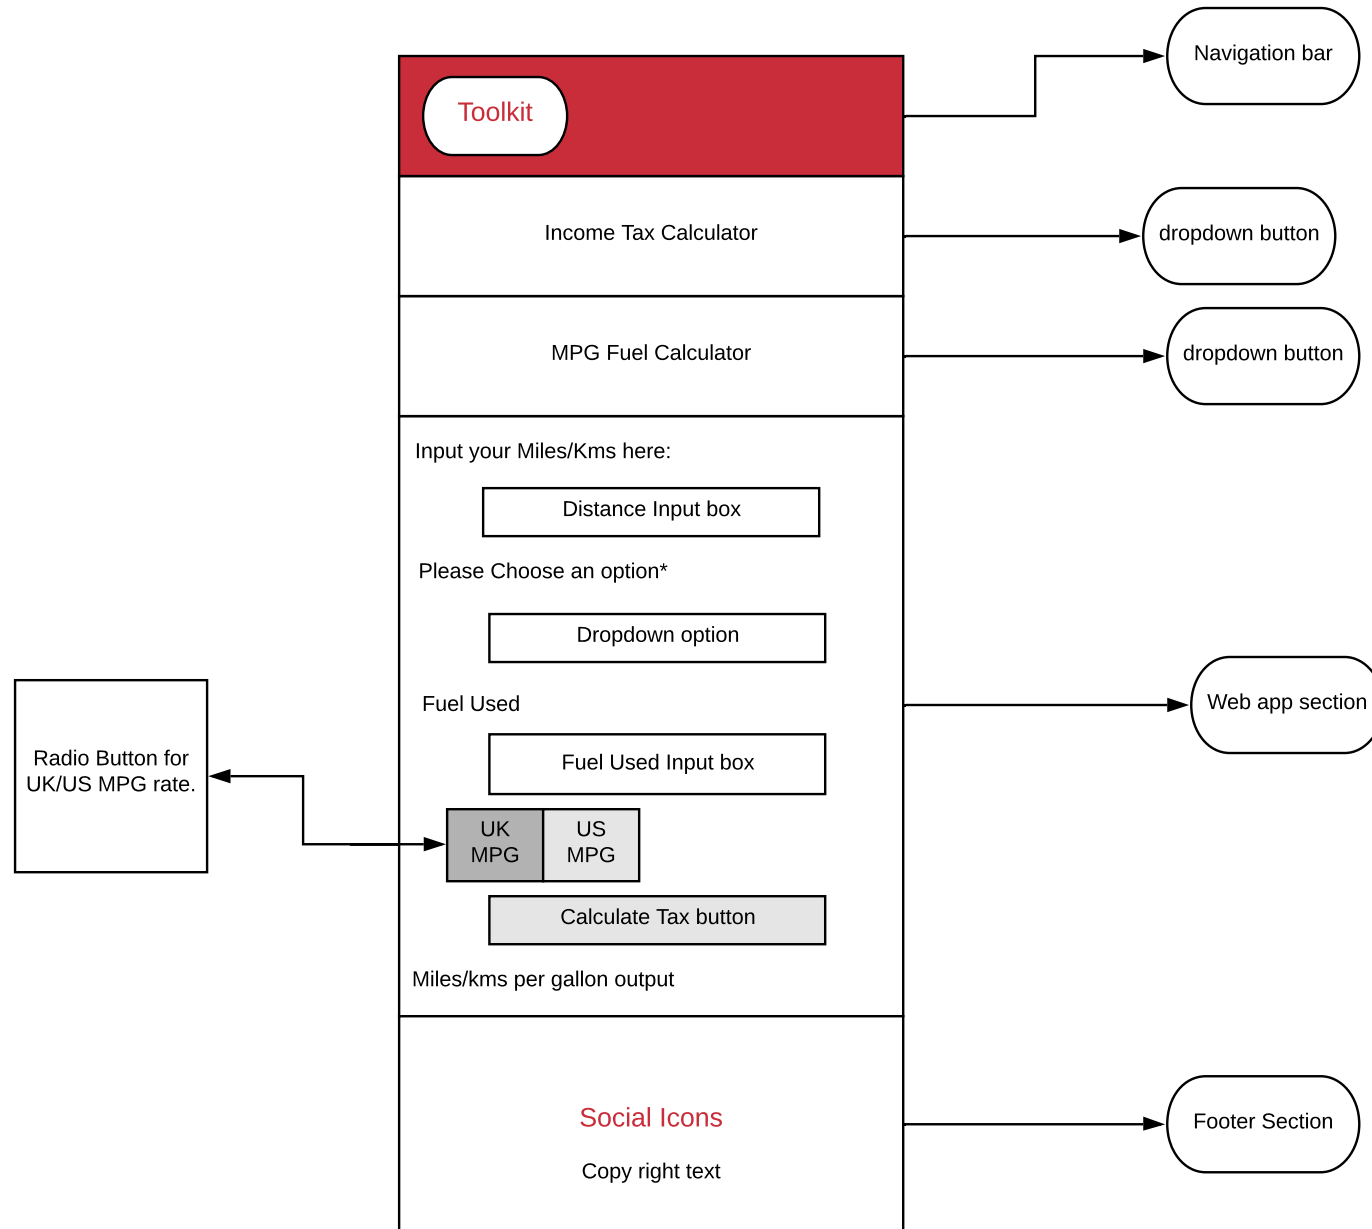 Navigation bar
Toolkit
Income Tax Calculator
dropdown button
MPG Fuel Calculator
dropdown button
Input your Miles/Kms here:
Distance Input box
Please Choose an option*
Dropdown option
Fuel Used
Web app section
Radio Button for
UK/US MPG rate.
Fuel Used Input box
UK
MPG
US
MPG
Calculate Tax button
Miles/kms per gallon output
Social Icons
Footer Section
Copy right text